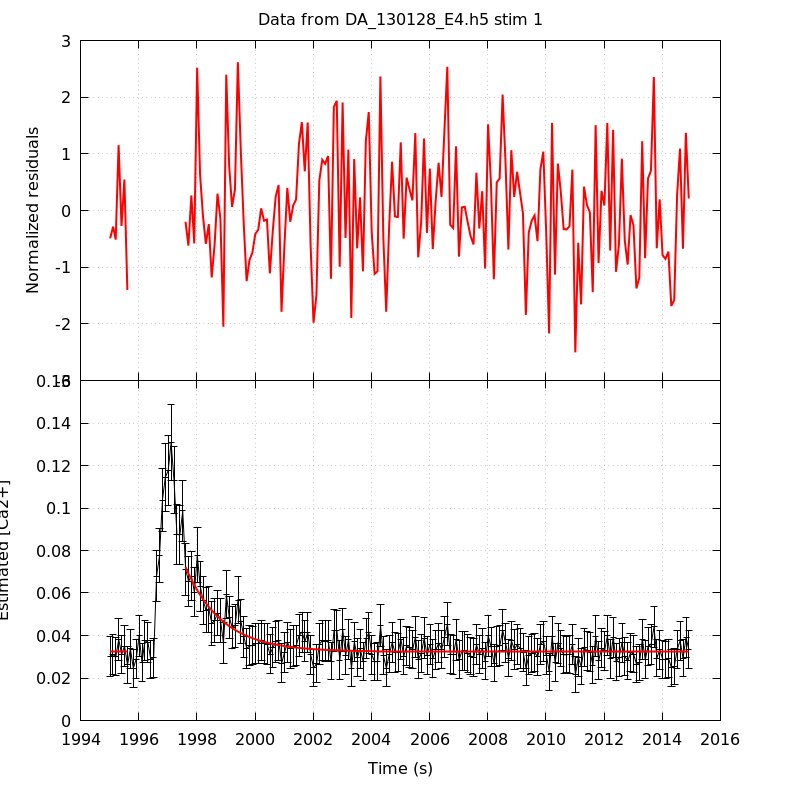 Data from DA_130128_E4.h5 stim 1
Normalized residuals
3
2
1
0
-1
-2
0.14
0.12
0.1
0.08
0.06
0.04
0.02
0
Estimated [Ca2+]
1994 1996 1998 2000 2002 2004 2006 2008 2010 2012 2014 2016
Time (s)